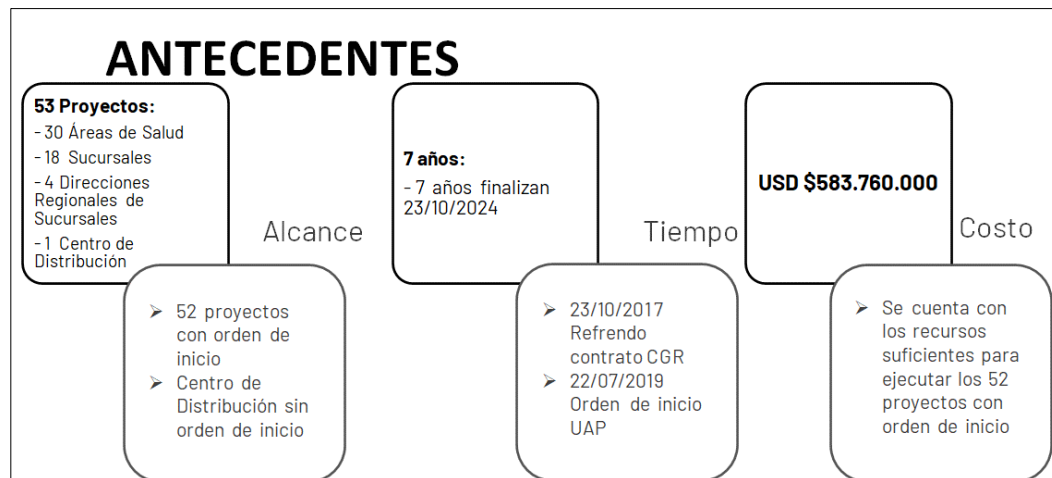 ANTECEDENTES
53 Proyectos:
- 30 Áreas de Salud
- 18 Sucursales
- 4 Direcciones
Regionales de
Sucursales
- 1 Centro de
Distribución
Alcance
➢ 52 proyectos
con orden de
inicio
➢ Centro de
Distribución sin
orden de inicio
7 años:
- 7 años finalizan
23/10/2024
Tiempo
➢ 23/10/2017
Refrendo
contrato CGR
➢ 22/07/2019
Orden de inicio
UAP
USD $583.760.000
Costo
➢ Se cuenta con
los recursos
suficientes para
ejecutar los 52
proyectos con
orden de inicio